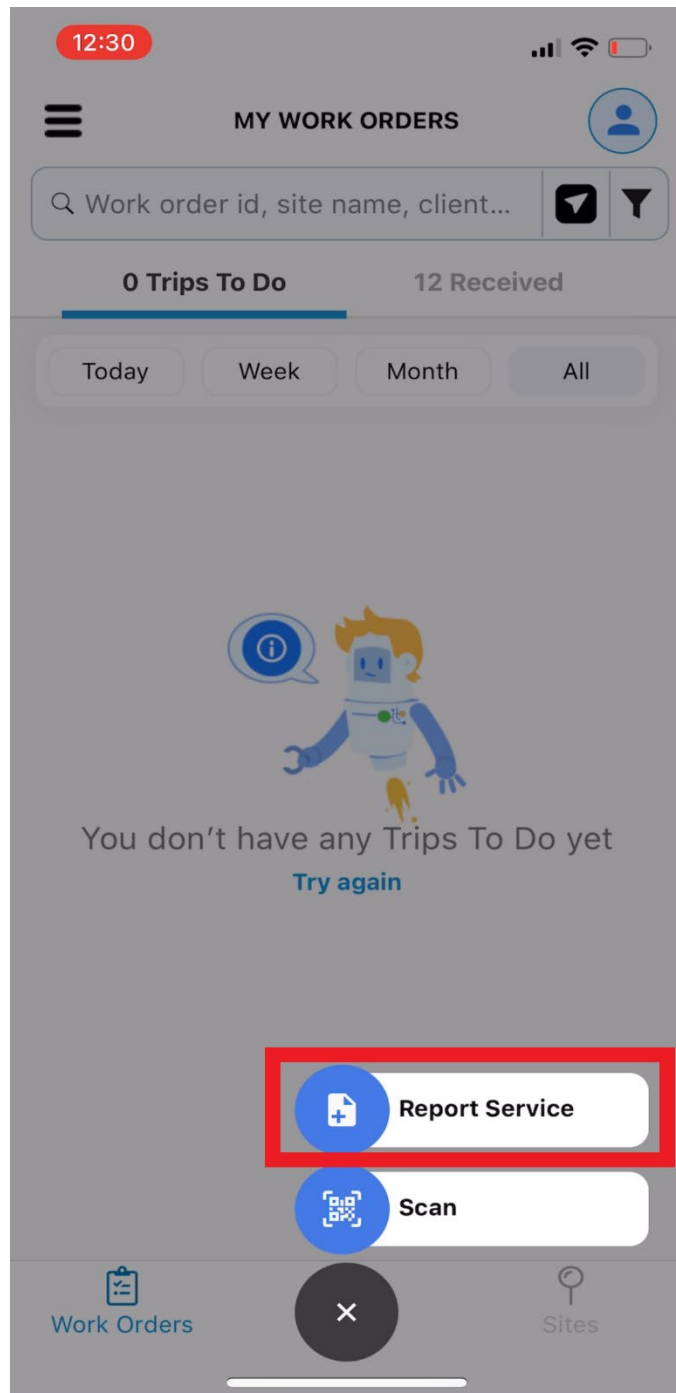 12:30
MY WORK ORDERS
Work order id, site name, client...
0 Trips To Do
12 Received
Today
Week
Month
All
You don't have any Trips To Do yet
Try again
Report Service
Scan
Work Orders
Sites